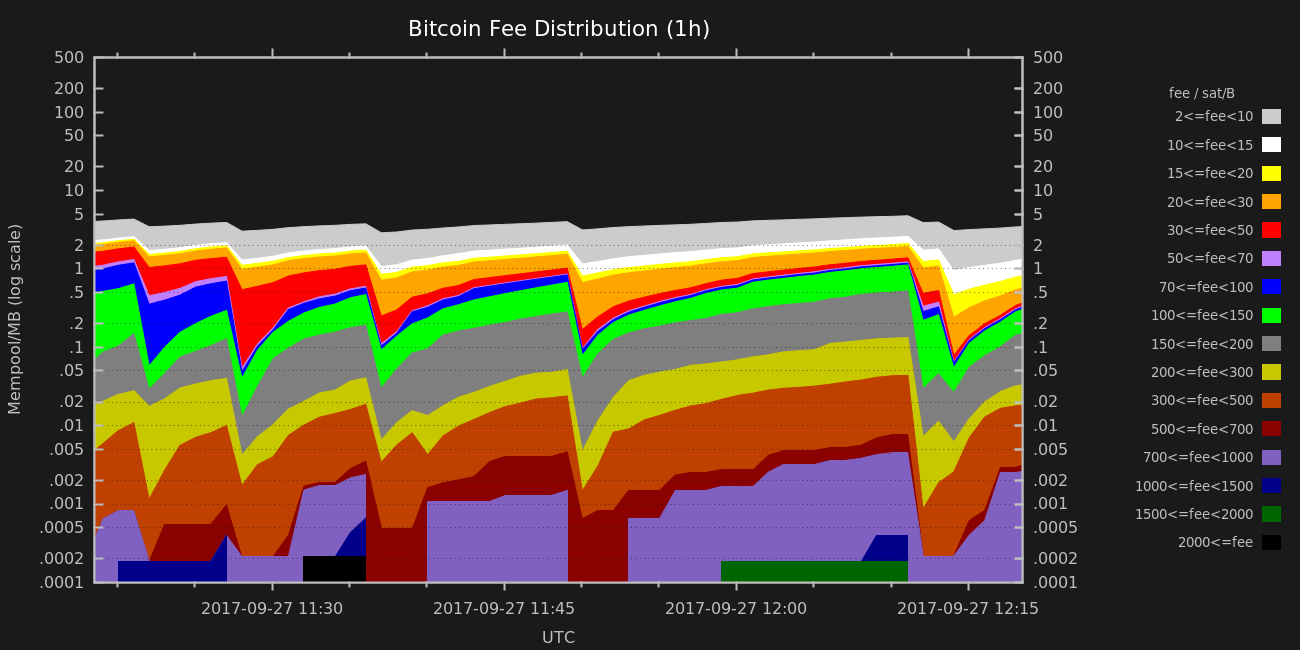 Bitcoin Fee Distribution (1h)
500 500
200 200
100 100
50 50
20 20
10 10
5 5
2 2
1 1
.5 .5
.2 .2
.1 .1
.05 .05
.02 .02
.01 .01
.005 .005
.002 .002
.001 .001
.0005 .0005
.0002 .0002
.0001 .0001
Mempool/MB (log scale)
2017-09-27 11:30 2017-09-27 11:45 2017-09-27 12:00 2017-09-27 12:15
UTC
fee / sat/B
2<=fee<10
10<=fee<15
15<=fee<20
20<=fee<30
30<=fee<50
50<=fee<70
70<=fee<100
100<=fee<150
150<=fee<200
200<=fee<300
300<=fee<500
500<=fee<700
700<=fee<1000
1000<=fee<1500
1500<=fee<2000
2000<=fee